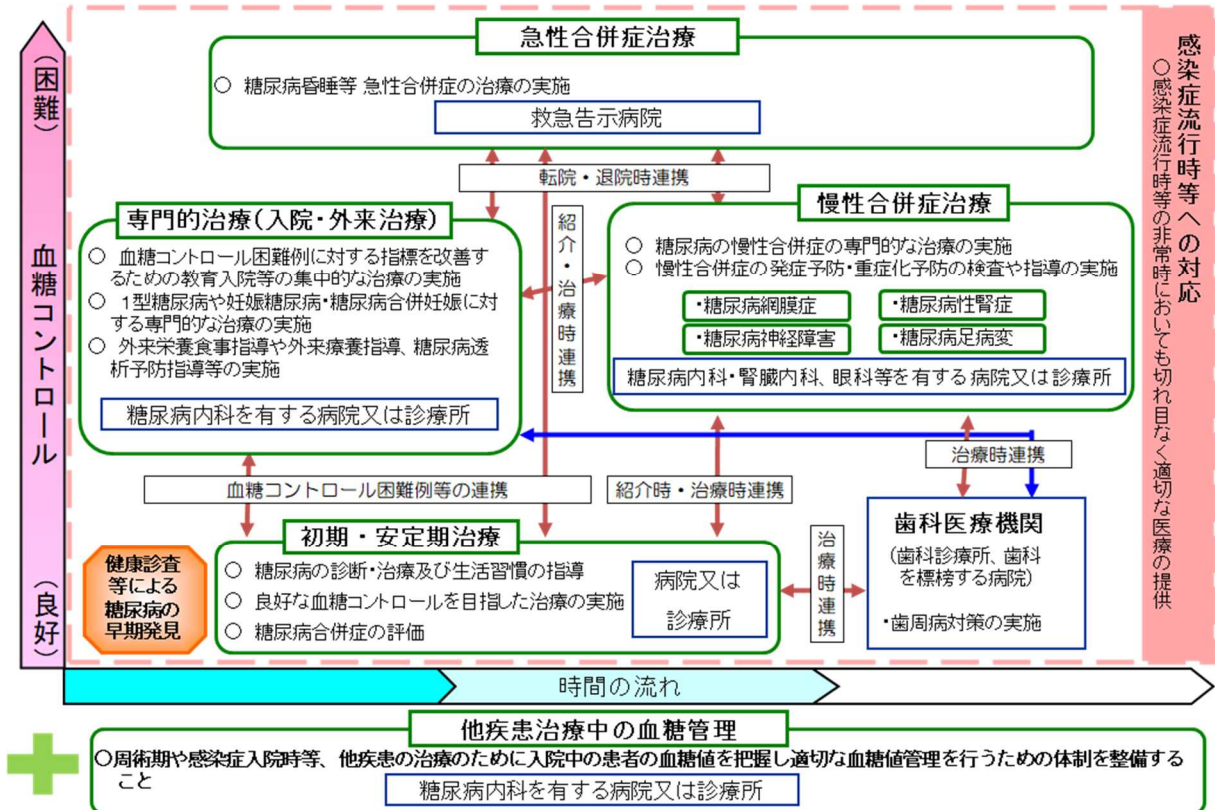 急性合併症治療
○ 糖尿病昏睡等 急性合併症の治療の実施
救急告示病院
(困難)
血糖コントロール
(良好)
感染症流行時等への対応
○感染症流行時等の非常時においても切れ目なく適切な医療の提供
転院・退院時連携
紹介・治療時連携
専門的治療(入院・外来治療)
○ 血糖コントロール困難例に対する指標を改善す
るための教育入院等の集中的な治療の実施
○ 1型糖尿病や妊娠糖尿病・糖尿病合併妊娠に対
する専門的な治療の実施
○ 外来栄養食事指導や外来療養指導、糖尿病透
析予防指導等の実施
糖尿病内科を有する病院又は診療所
慢性合併症治療
○ 糖尿病の慢性合併症の専門的な治療の実施
○ 慢性合併症の発症予防・重症化予防の検査や指導の実施
・糖尿病網膜症
・糖尿病性腎症
・糖尿病神経障害
・糖尿病足病変
糖尿病内科・腎臓内科、眼科等を有する病院又は診療所
血糖コントロール困難例等の連携
紹介時・治療時連携
治療時連携
健康診査
等による
糖尿病の
早期発見
初期・安定期治療
○ 糖尿病の診断・治療及び生活習慣の指導
○ 良好な血糖コントロールを目指した治療の実施
○ 糖尿病合併症の評価
病院又は
診療所
治療時連携
歯科医療機関
(歯科診療所、歯科
を標榜する病院)
・歯周病対策の実施
時間の流れ
他疾患治療中の血糖管理
○周術期や感染症入院時等、他疾患の治療のために入院中の患者の血糖値を把握し適切な血糖値管理を行うための体制を整備する
こと
糖尿病内科を有する病院又は診療所